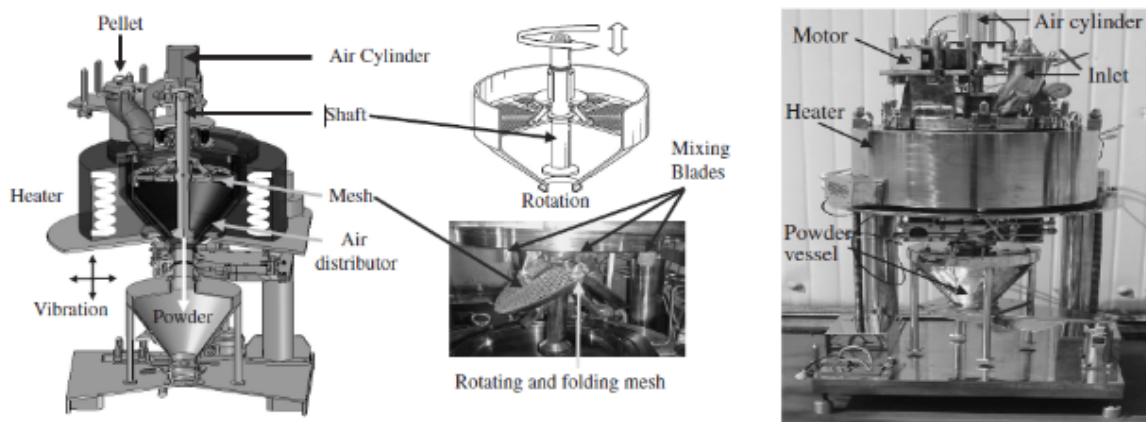 Pellet
Air Cylinder
Shaft
Heater
Mesh
Air
distributor
Vibration
Powder
Rotation
Mixing
Blades
Rotating and folding mesh
Air cylinder
Motor
Inlet
Heater
Powder
vessel